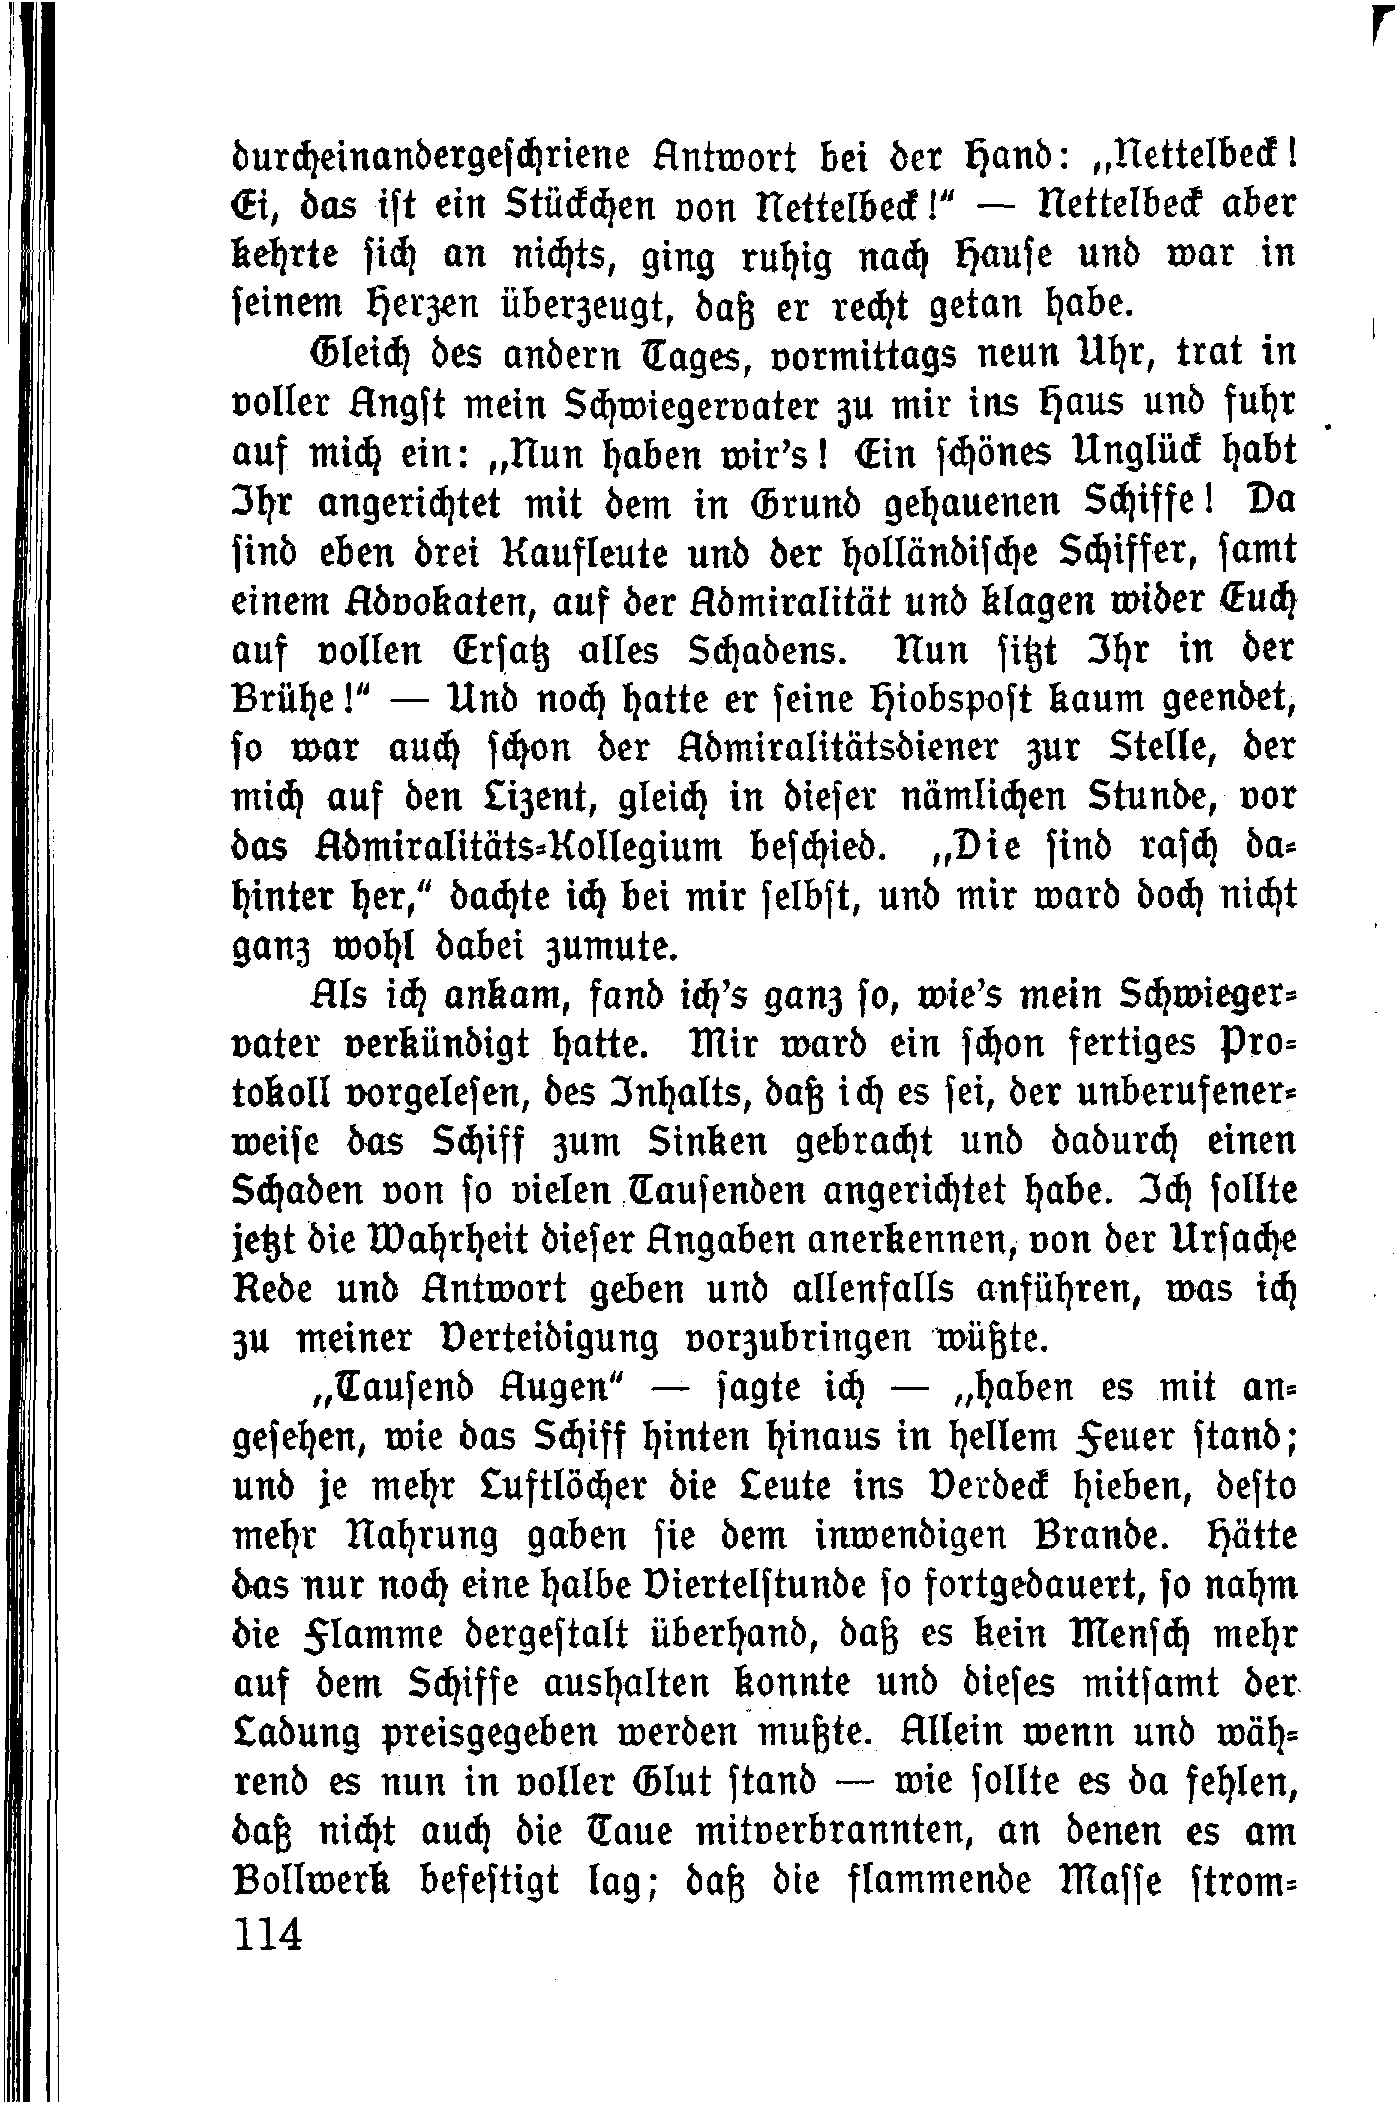 durcheinandergeschriene Antwort bei der Hand: „Nettelbeck!
Ei, das ist ein Stückchen von Nettelbeck!“ — Nettelbeck aber
kehrte sich an nichts, ging ruhig nach Hause und war in
seinem Herzen überzeugt, daß er recht getan habe.
Gleich des andern Tages, vormittags neun Uhr, trat in
voller Angst mein Schwiegervater zu mir ins Haus und fuhr
auf mich ein: „Nun haben wir's! Ein schönes Unglück habt
Ihr angerichtet mit dem in Grund gehauenen Schiffe! Da
sind eben drei Kaufleute und der holländische Schiffer, samt
einem Advokaten, auf der Admiralität und klagen wider Euch
auf vollen Ersatz alles Schadens. Nun sitzt Ihr in der
Brühe!“ — Und noch hatte er seine Hiobspost kaum geendet,
so war auch schon der Admiralitätsdiener zur Stelle, der
mich auf den Lizent, gleich in dieser nämlichen Stunde, vor
das Admiralitäts-Kollegium beschied. „Die sind rasch da-
hinter her,“ dachte ich bei mir selbst, und mir ward doch nicht
ganz wohl dabei zumute.
Als ich ankam, fand ich's ganz so, wie's mein Schwieger-
vater verkündigt hatte. Mir ward ein schon fertiges Pro-
tokoll vorgelesen, des Inhalts, daß ich es sei, der unberufener-
weise das Schiff zum Sinken gebracht und dadurch einen
Schaden von so vielen Tausenden angerichtet habe. Ich sollte
jetzt die Wahrheit dieser Angaben anerkennen, von der Ursache
Rede und Antwort geben und allenfalls anführen, was ich
zu meiner Verteidigung vorzubringen wüßte.
„Tausend Augen“ — sagte ich — „haben es mit an-
gesehen, wie das Schiff hinten hinaus in hellem Feuer stand;
und je mehr Luftlöcher die Leute ins Verdeck hieben, desto
mehr Nahrung gaben sie dem inwendigen Brande. Hätte
das nur noch eine halbe Viertelstunde so fortgedauert, so nahm
die Flamme dergestalt überhand, daß es kein Mensch mehr
auf dem Schiffe aushalten konnte und dieses mitsamt der
Ladung preisgegeben werden mußte. Allein wenn und wäh-
rend es nun in voller Glut stand — wie sollte es da fehlen,
daß nicht auch die Taue mitverbrannten, an denen es am
Bollwerk befestigt lag; daß die flammende Masse strom-
114